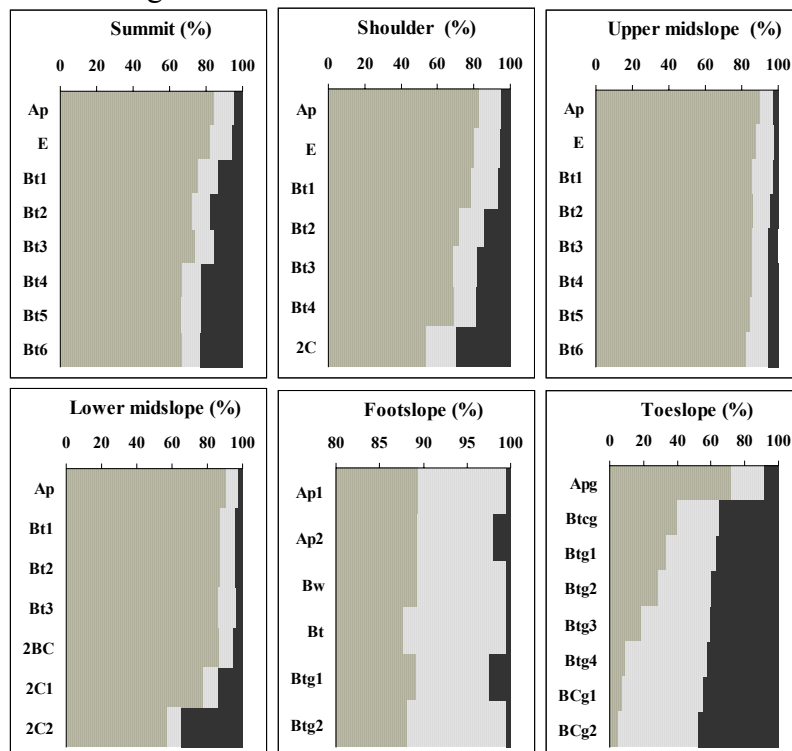 Summit (%)
0 20 40 60 80 100
Ap
E
Bt1
Bt2
Bt3
Bt4
Bt5
Bt6
Shoulder (%)
0 20 40 60 80 100
Ap
E
Bt1
Bt2
Bt3
Bt4
2C
Upper midslope (%)
0 20 40 60 80 100
Ap
E
Bt1
Bt2
Bt3
Bt4
Bt5
Bt6
Lower midslope (%)
0 20 40 60 80 100
Ap
Bt1
Bt2
Bt3
2BC
2C1
2C2
Footslope (%)
80 85 90 95 100
Ap1
Ap2
Bw
Bt
Btg1
Btg2
Toeslope (%)
0 20 40 60 80 100
Apg
Btcg
Btg1
Btg2
Btg3
Btg4
BCg1
BCg2